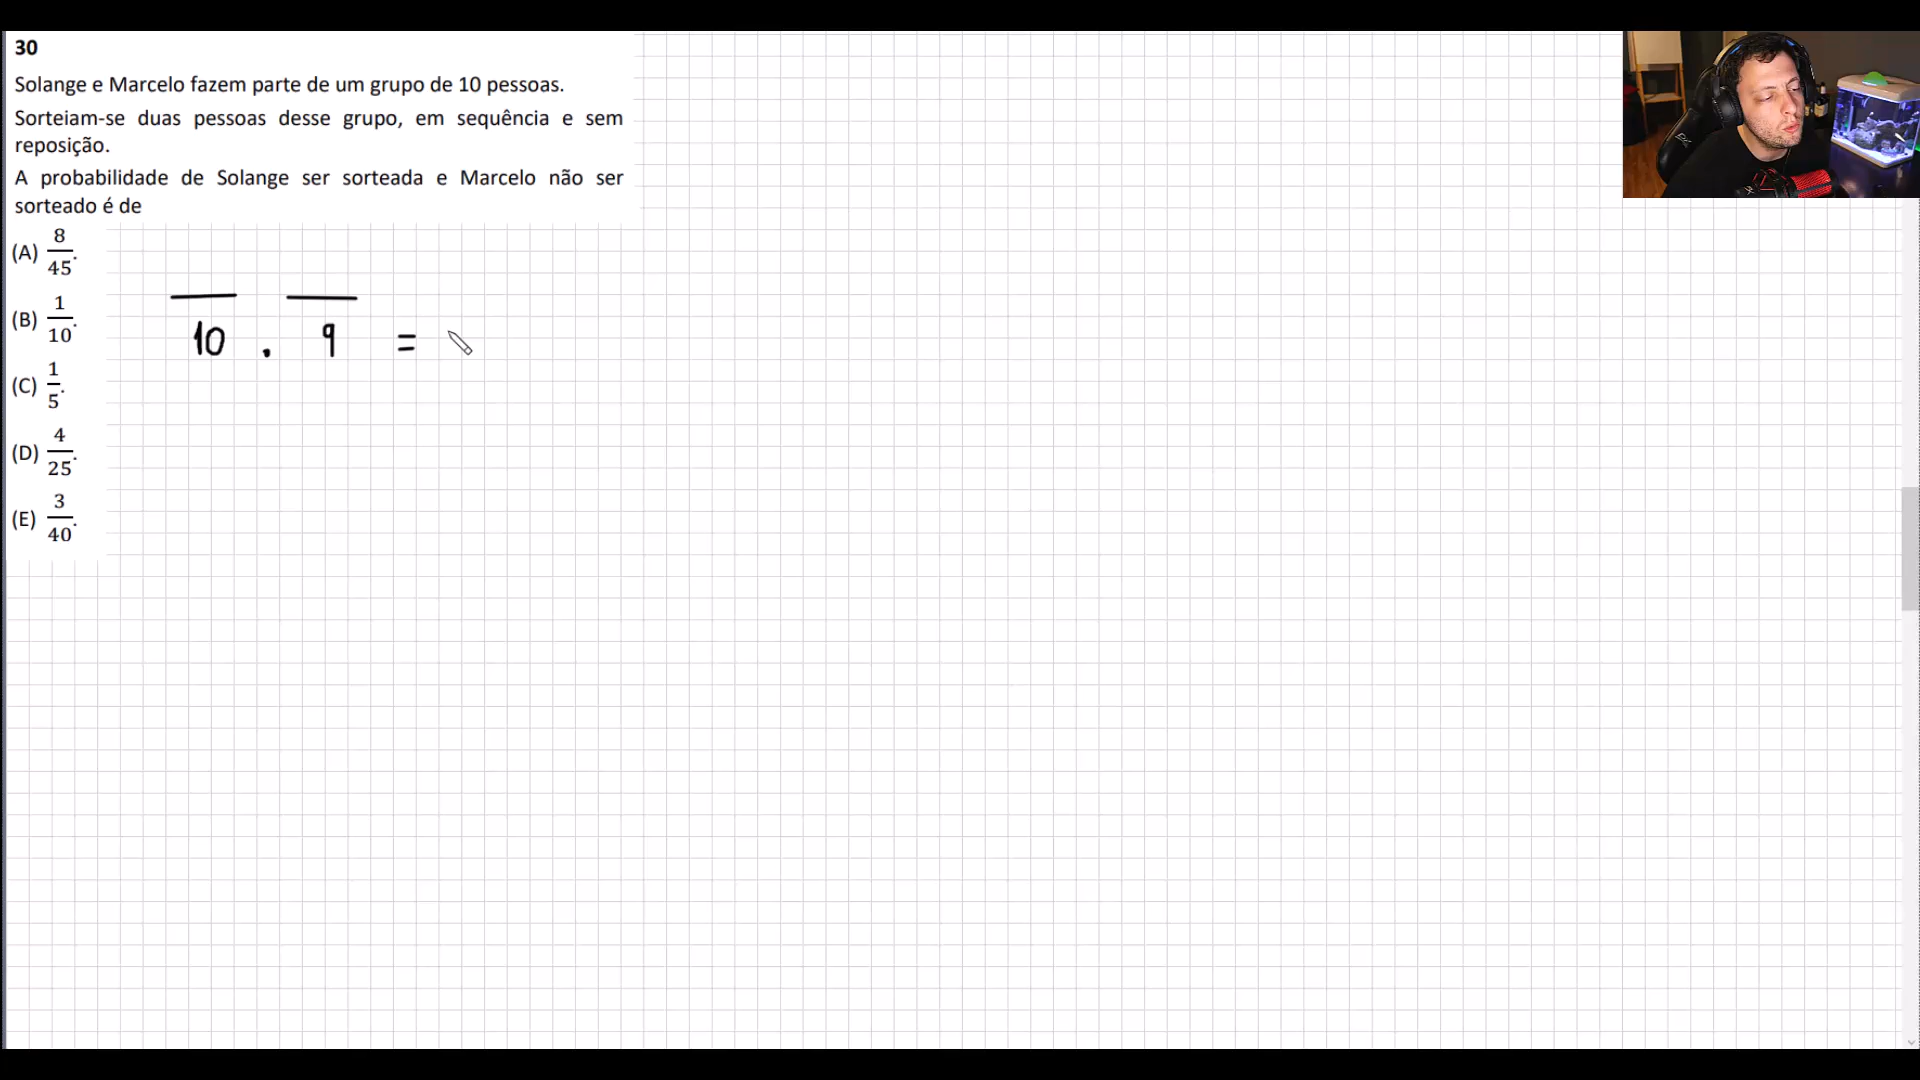 30
Solange e Marcelo fazem parte de um grupo de 10 pessoas.
Sorteiam-se duas pessoas desse grupo, em sequência e sem
reposição.
A probabilidade de Solange ser sorteada e Marcelo não ser
sorteado é de
(A) 8/45.
(B) 1/10.
(C) 1/5.
(D) 4/25.
(E) 3/40.
10 . 9 =